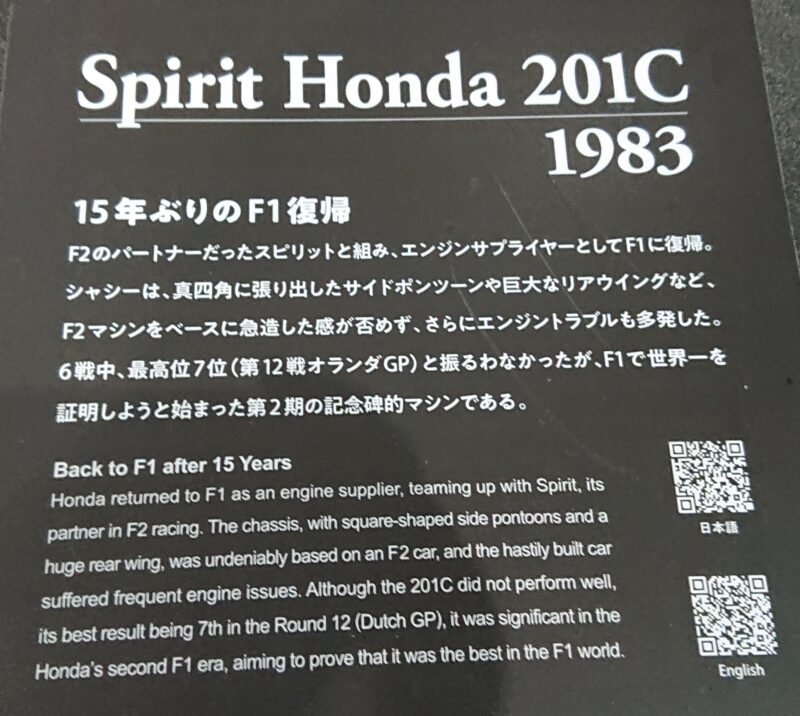 Spirit Honda 201C
1983
15年ぶりのF1復帰
F2のパートナーだったスピリットと組み、エンジンサプライヤーとしてF1に復帰。
シャシーは、真四角に張り出したサイドポンツーンや巨大なリアウイングなど、
F2マシンをベースに急造した感が否めず、さらにエンジントラブルも多発した。
6戦中、最高位7位(第12戦オランダGP)と振るわなかったが、F1で世界一を
証明しようと始まった第2期の記念碑的マシンである。
Back to F1 after 15 Years
Honda returned to F1 as an engine supplier, teaming up with Spirit, its
partner in F2 racing. The chassis, with square-shaped side pontoons and a
huge rear wing, was undeniably based on an F2 car, and the hastily built car
suffered frequent engine issues. Although the 201C did not perform well,
its best result being 7th in the Round 12 (Dutch GP), it was significant in the
Honda's second F1 era, aiming to prove that it was the best in the F1 world.
日本語
English